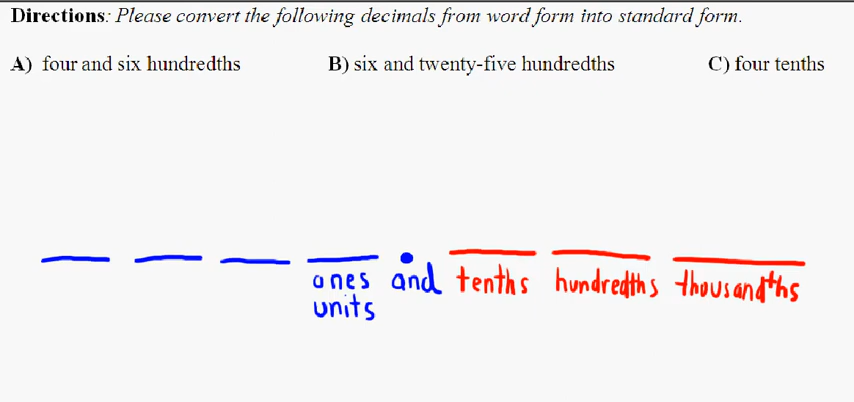 Directions: Please convert the following decimals from word form into standard form.
A) four and six hundredths B) six and twenty-five hundredths C) four tenths
ones and tenths hundredths thousandths
units